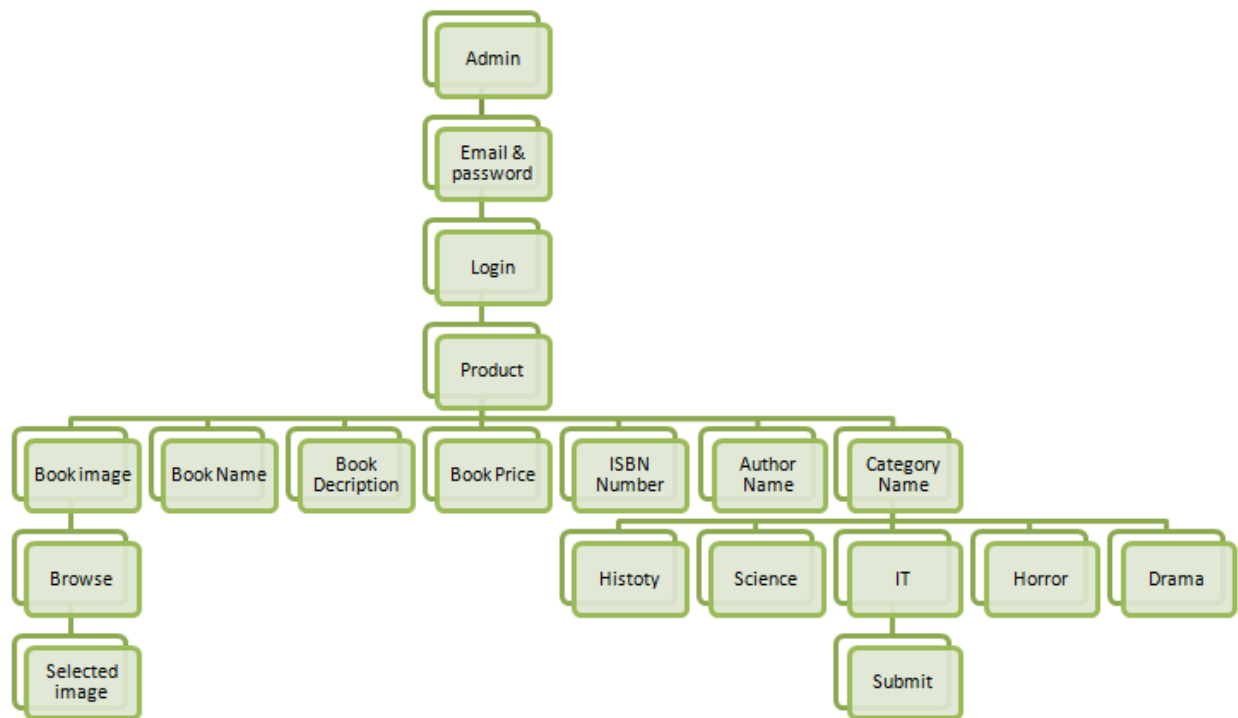 Admin
Email &
password
Login
Product
Book image
Book Name
Book
Decription
Book Price
ISBN
Number
Author
Name
Category
Name
Browse
Histoty
Science
IT
Horror
Drama
Selected
image
Submit